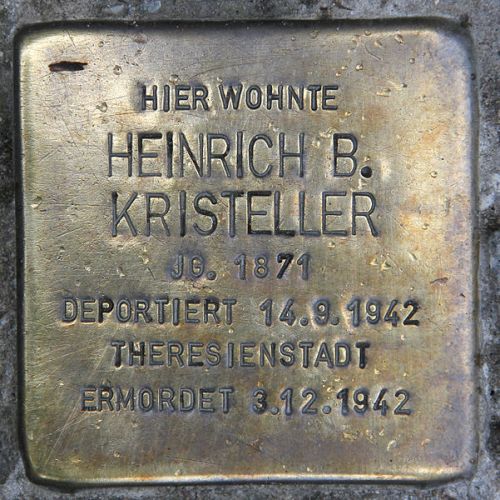 HIER WOHNTE
HEINRICH B.
KRISTELLER
JG. 1871
DEPORTIERT 14.9.1942
THERESIENSTADT
ERMORDET 3.12.1942